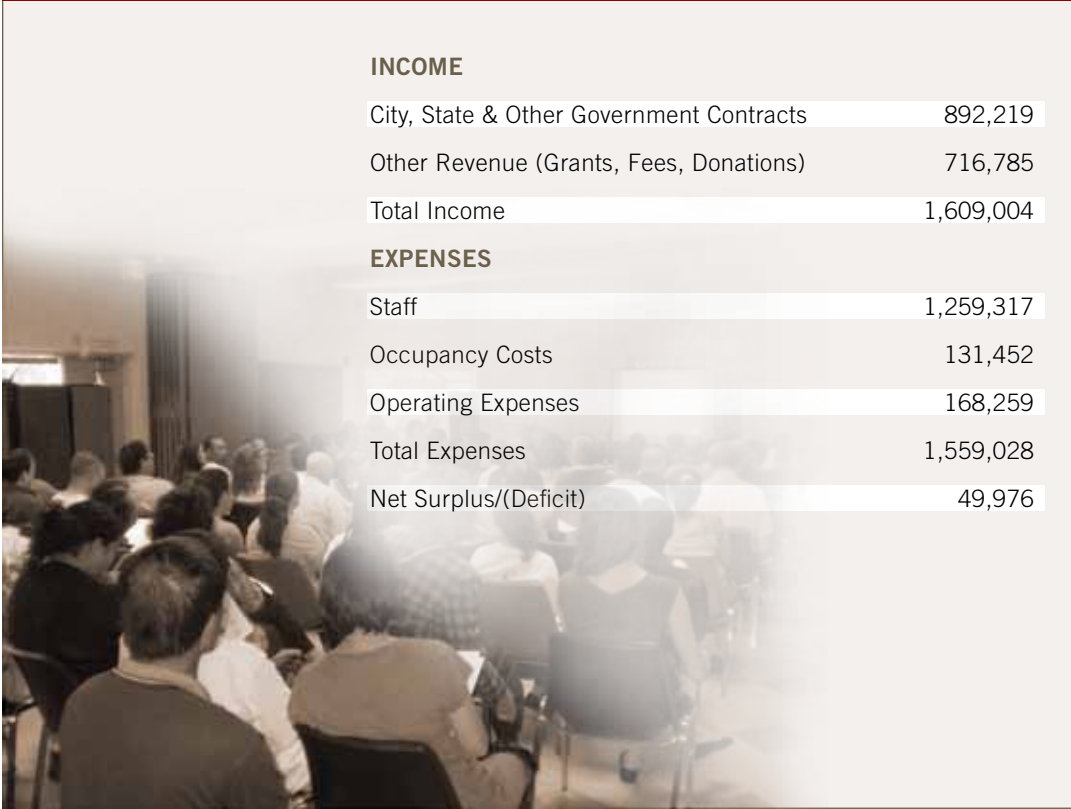 INCOME
City, State & Other Government Contracts 892,219
Other Revenue (Grants, Fees, Donations) 716,785
Total Income 1,609,004
EXPENSES
Staff 1,259,317
Occupancy Costs 131,452
Operating Expenses 168,259
Total Expenses 1,559,028
Net Surplus/(Deficit) 49,976